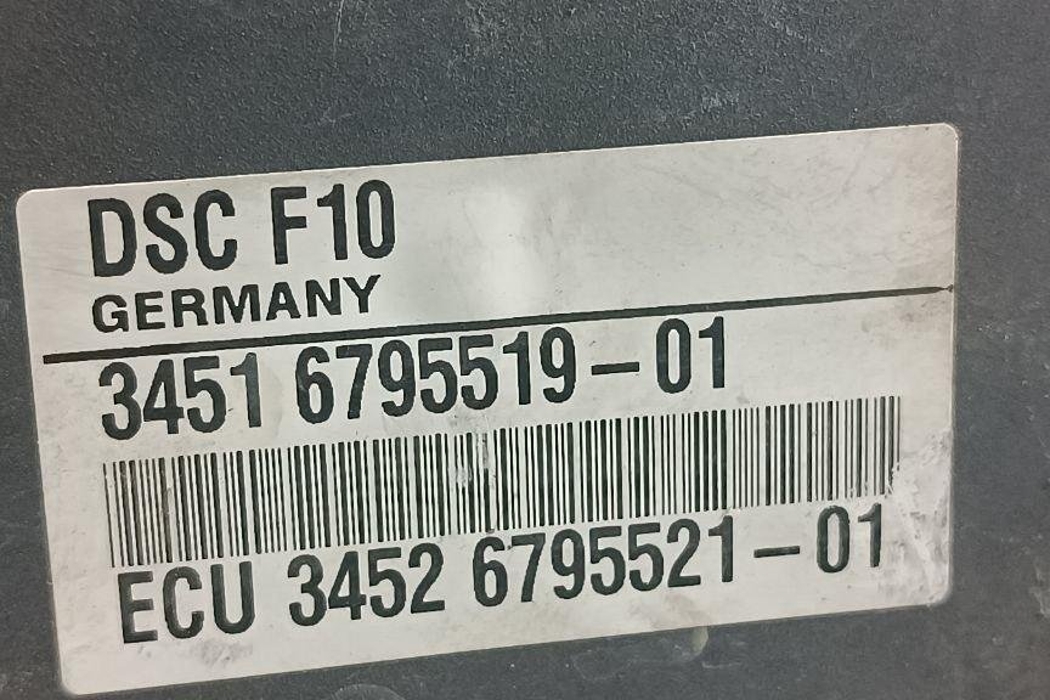 DSC F10
GERMANY
3451 6795519-01
ECU 3452 6795521-01